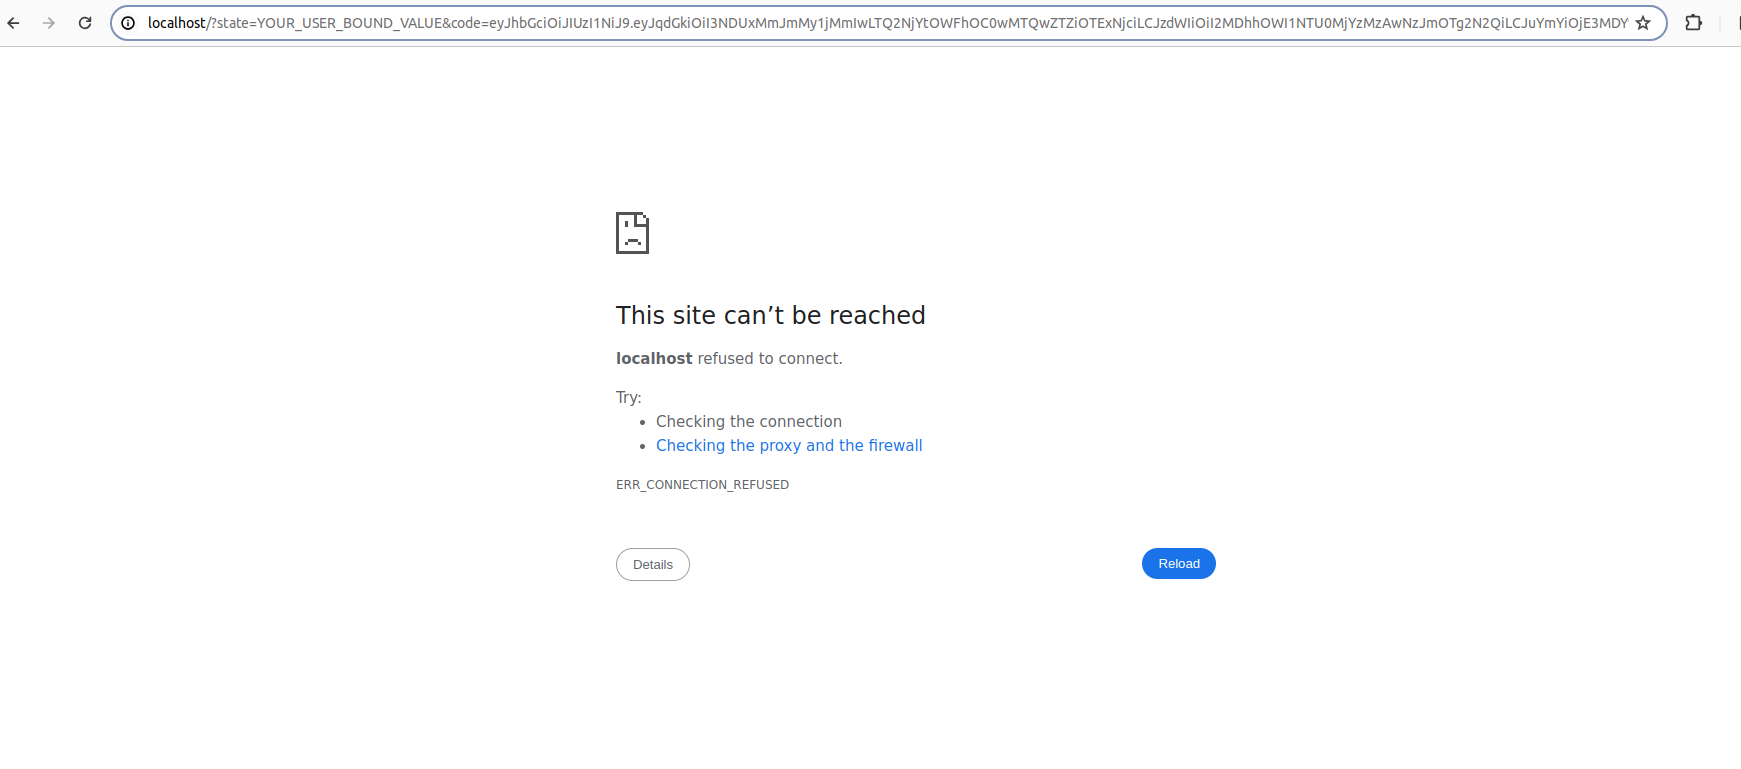 localhost/?state=YOUR_USER_BOUND_VALUE&code=eyJhbGciOiJIUzI1NiJ9.eyJqdGkiOiI3NDUxMmJmMy1jMmIwLTQ2NjYtOWFhOC0wMTQwZTZiOTExNjciLCJzdWIiOiI2MDhhOWI1NTU0MjYzMzAwNzJmOTg2N2QiLCJuYmYiOjE3MDY
This site can’t be reached
localhost refused to connect.
Try:
• Checking the connection
• Checking the proxy and the firewall
ERR_CONNECTION_REFUSED
Details
Reload